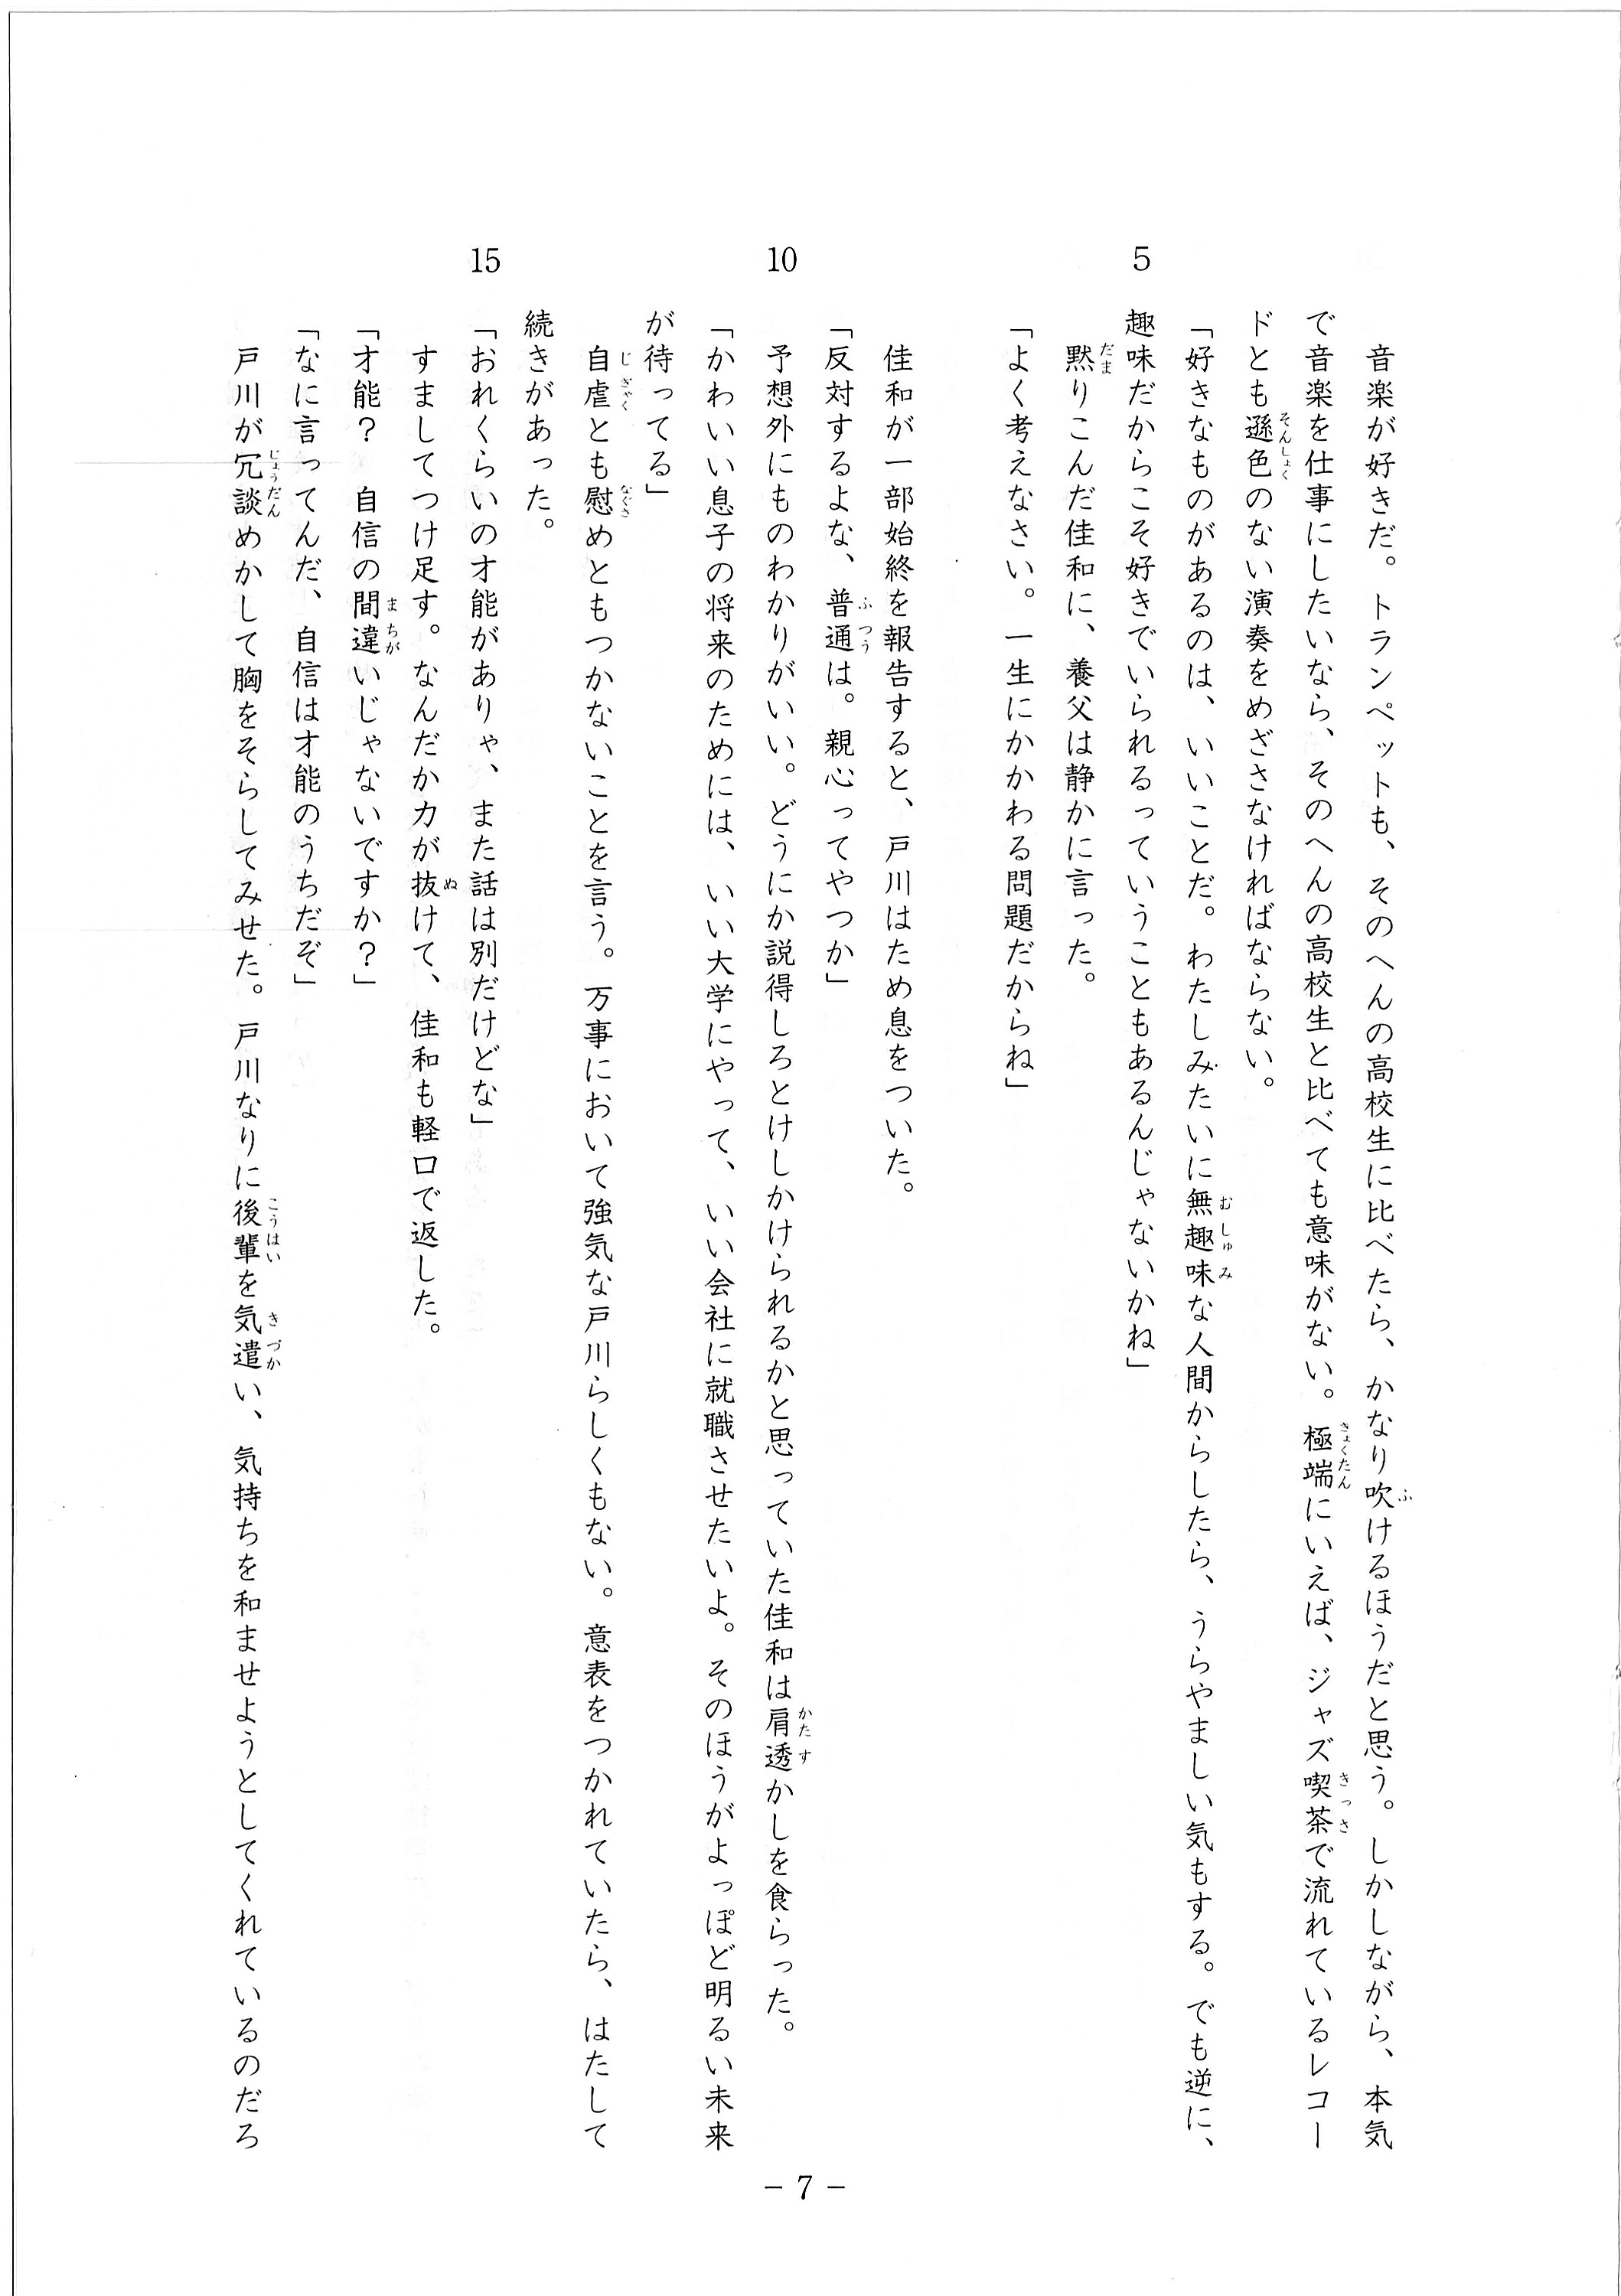 音楽が好きだ。トランペットも、そのへんの高校生に比べたら、かなり吹けるほうだと思う。しかしながら、本気
で音楽を仕事にしたいなら、そのへんの高校生と比べても意味がない。極端にいえば、ジャズ喫茶で流れているレコー
ドとも遜色のない演奏をめざさなければならない。
「好きなものがあるのは、いいことだ。わたしみたいに無趣味な人間からしたら、うらやましい気もする。でも逆に、
5
趣味だからこそ好きでいられるっていうこともあるんじゃないかね」
黙りこんだ佳和に、養父は静かに言った。
「よく考えなさい。一生にかかわる問題だからね」
佳和が一部始終を報告すると、戸川はため息をついた。
「反対するよな、普通は。親心ってやつか」
10
予想外にものわかりがいい。どうにか説得しろとけしかけられるかと思っていた佳和は肩透かしを食らった。
「かわいい息子の将来のためには、いい大学にやって、いい会社に就職させたいよ。そのほうがよっぽど明るい未来
が待ってる」
自虐とも慰めともつかないことを言う。万事において強気な戸川らしくもない。意表をつかれていたら、はたして
続きがあった。
15
「おれくらいの才能がありゃ、また話は別だけどな」
すましてつけ足す。なんだか力が抜けて、佳和も軽口で返した。
「才能？　自信の間違いじゃないですか？」
「なに言ってんだ、自信は才能のうちだぞ」
戸川が冗談めかして胸をそらしてみせた。戸川なりに後輩を気遣い、気持ちを和ませようとしてくれているのだろ
– 7 –